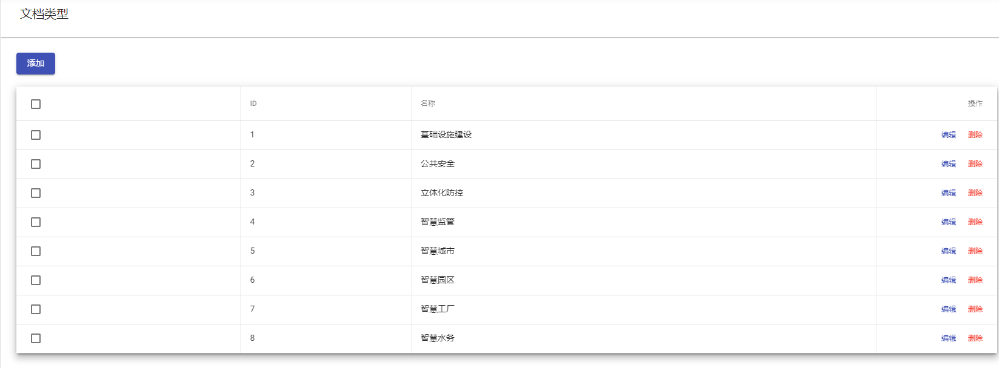 文档类型
添加
ID 名称 操作
1 基础设施建设 编辑 删除
2 公共安全 编辑 删除
3 立体化防控 编辑 删除
4 智慧监管 编辑 删除
5 智慧城市 编辑 删除
6 智慧园区 编辑 删除
7 智慧工厂 编辑 删除
8 智慧水务 编辑 删除